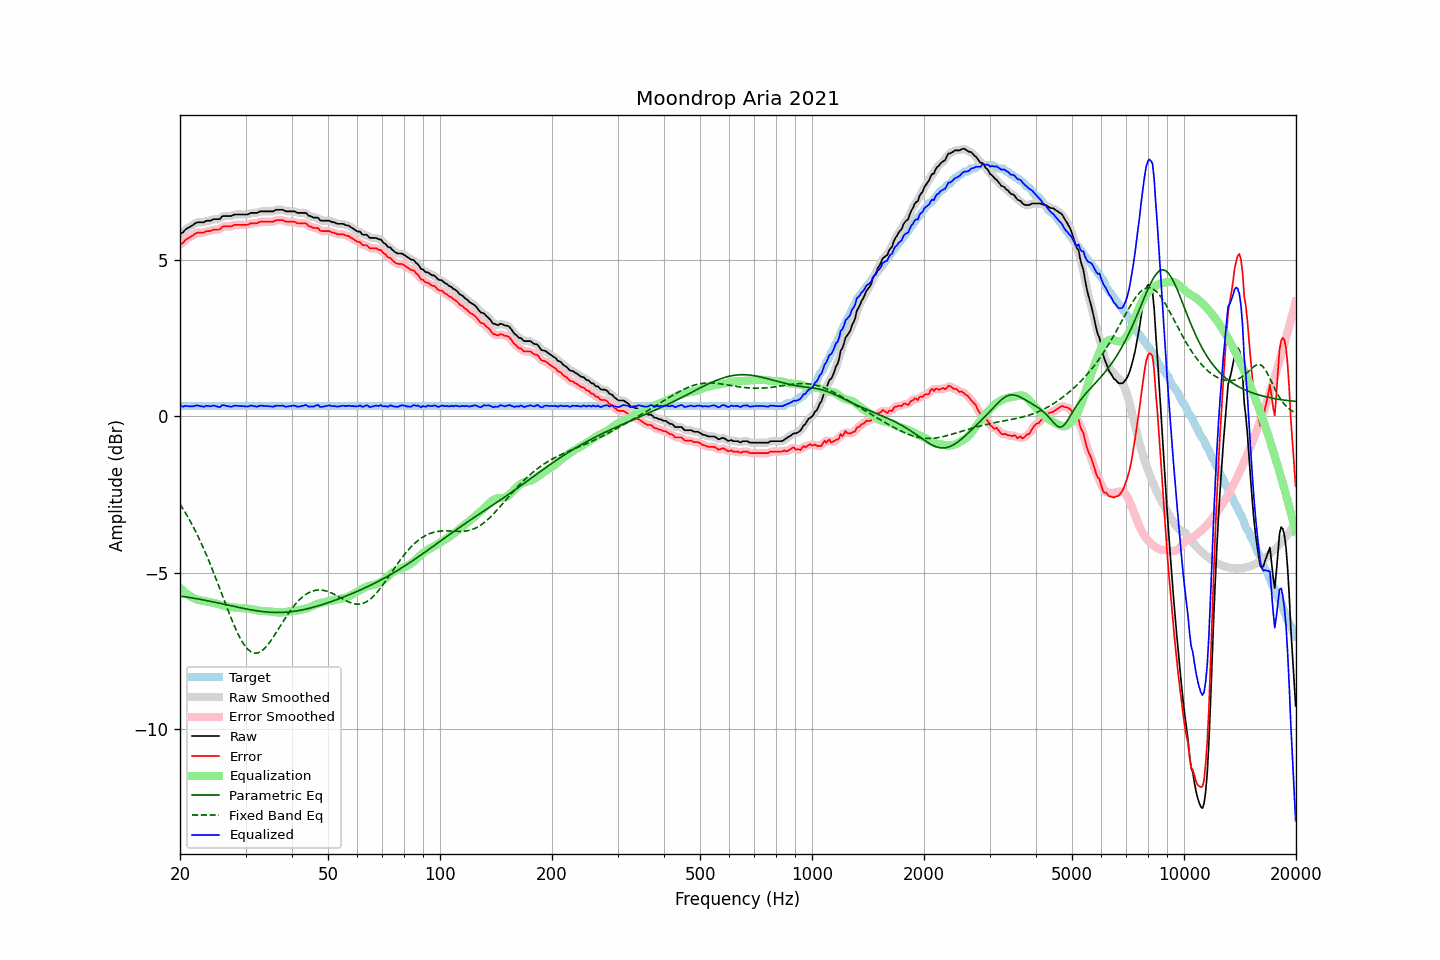 Moondrop Aria 2021
Amplitude (dBr)
5
0
−5
−10
Target
Raw Smoothed
Error Smoothed
Raw
Error
Equalization
Parametric Eq
Fixed Band Eq
Equalized
20
50
100
200
500
1000
2000
5000
10000
20000
Frequency (Hz)